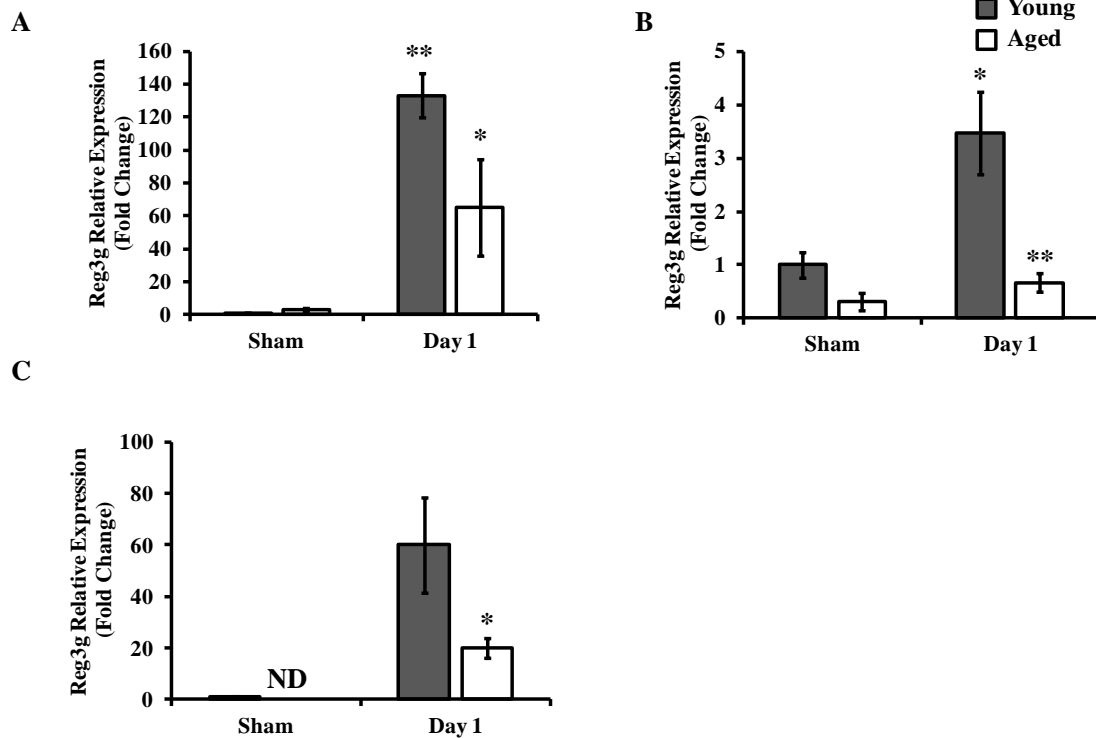 A
Reg3g Relative Expression
(Fold Change)
160
140
120
100
80
60
40
20
0
**
*
Sham
Day 1
B
Young
Aged
Reg3g Relative Expression
(Fold Change)
5
4
3
2
1
0
*
**
Sham
Day 1
C
Reg3g Relative Expression
(Fold Change)
100
80
60
40
20
0
ND
*
Sham
Day 1